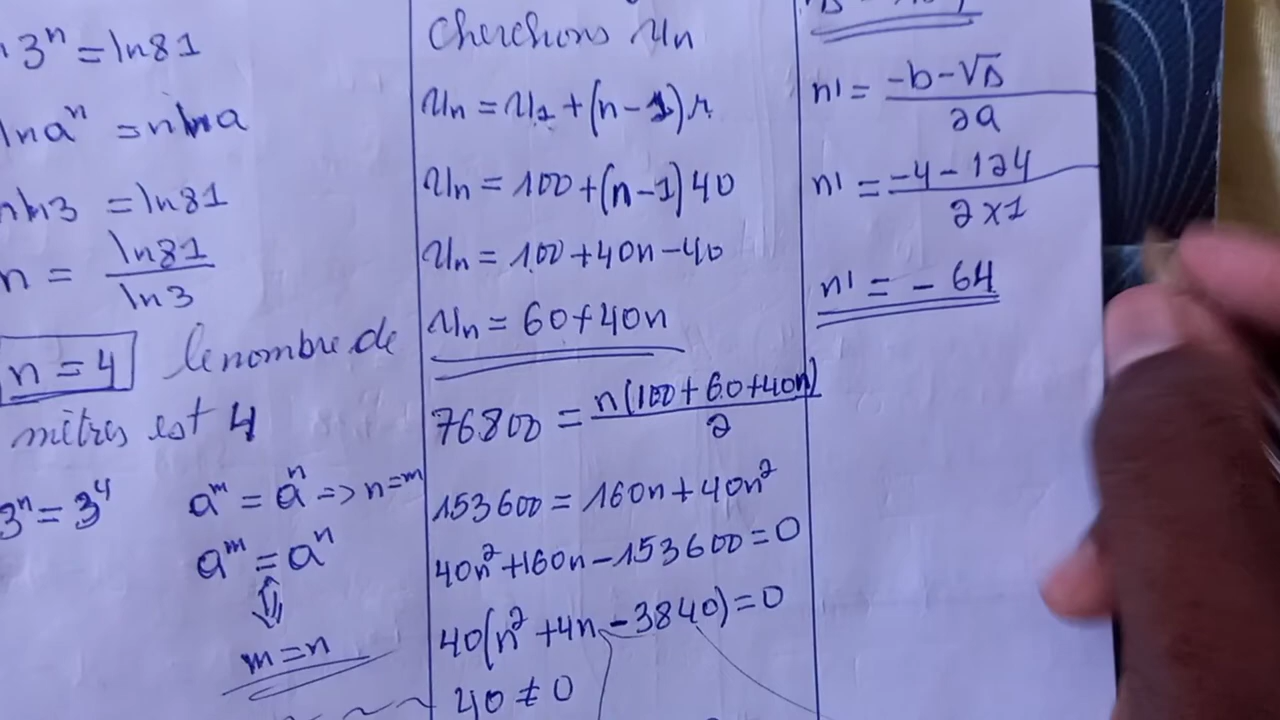 3ⁿ = ln81
lnaⁿ = nlna
nln3 = ln81
n = ln81 / ln3
n = 4 le nombre de
mètres est 4
3ⁿ = 3⁴
aᵐ = aⁿ => n = m
aᵐ = aⁿ
⇕
m = n
Cherchons Un
Un = U1 + (n-1)r
Un = 100 + (n-1)40
Un = 100 + 40n - 40
Un = 60 + 40n
76800 = n(100 + 60 + 40n) / 2
153600 = 160n + 40n²
40n² + 160n - 153600 = 0
40(n² + 4n - 3840) = 0
40 ≠ 0
n' = -b - √Δ / 2a
n' = -4 - 124 / 2×1
n' = -64